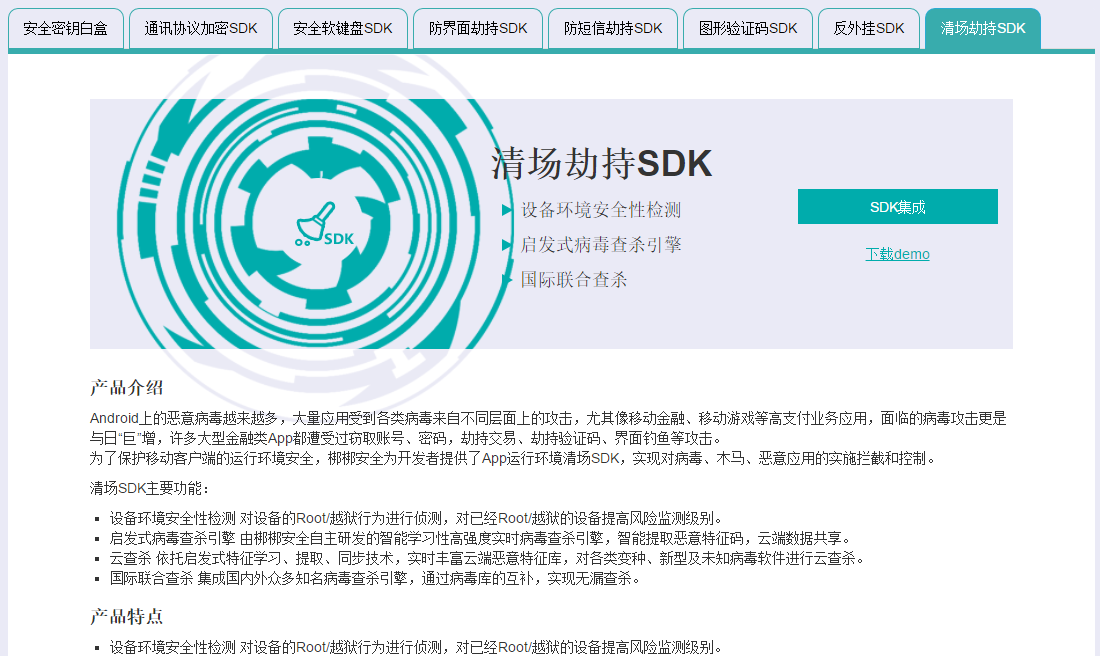 安全密钥白盒 通讯协议加密SDK 安全软键盘SDK 防界面劫持SDK 防短信劫持SDK 图形验证码SDK 反外挂SDK 清场劫持SDK
清场劫持SDK
设备环境安全性检测
启发式病毒查杀引擎
国际联合查杀
SDK
SDK集成
下载demo
产品介绍
Android上的恶意病毒越来越多，大量应用受到各类病毒来自不同层面上的攻击，尤其像移动金融、移动游戏等高支付业务应用，面临的病毒攻击更是
与日“巨”增，许多大型金融类App都遭受过窃取账号、密码，劫持交易、劫持验证码、界面钓鱼等攻击。
为了保护移动客户端的运行环境安全，梆梆安全为开发者提供了App运行环境清场SDK，实现对病毒、木马、恶意应用的实施拦截和控制。
清场SDK主要功能：
▪ 设备环境安全性检测 对设备的Root/越狱行为进行侦测，对已经Root/越狱的设备提高风险监测级别。
▪ 启发式病毒查杀引擎 由梆梆安全自主研发的智能学习性高强度实时病毒查杀引擎，智能提取恶意特征码，云端数据共享。
▪ 云查杀 依托启发式特征学习、提取、同步技术，实时丰富云端恶意特征库，对各类变种、新型及未知病毒软件进行云查杀。
▪ 国际联合查杀 集成国内外众多知名病毒查杀引擎，通过病毒库的互补，实现无漏查杀。
产品特点
▪ 设备环境安全性检测 对设备的Root/越狱行为进行侦测，对已经Root/越狱的设备提高风险监测级别。